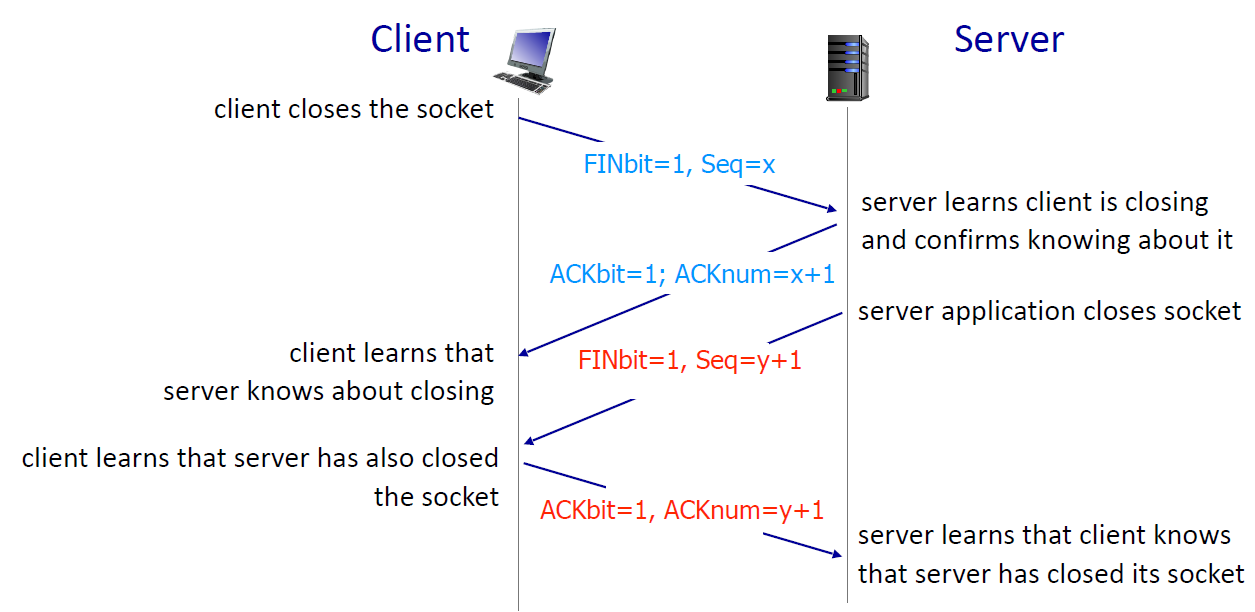 Client
Server
client closes the socket
FINbit=1, Seq=x
server learns client is closing
and confirms knowing about it
ACKbit=1; ACKnum=x+1
server application closes socket
client learns that
server knows about closing
FINbit=1, Seq=y+1
client learns that server has also closed
the socket
ACKbit=1, ACKnum=y+1
server learns that client knows
that server has closed its socket